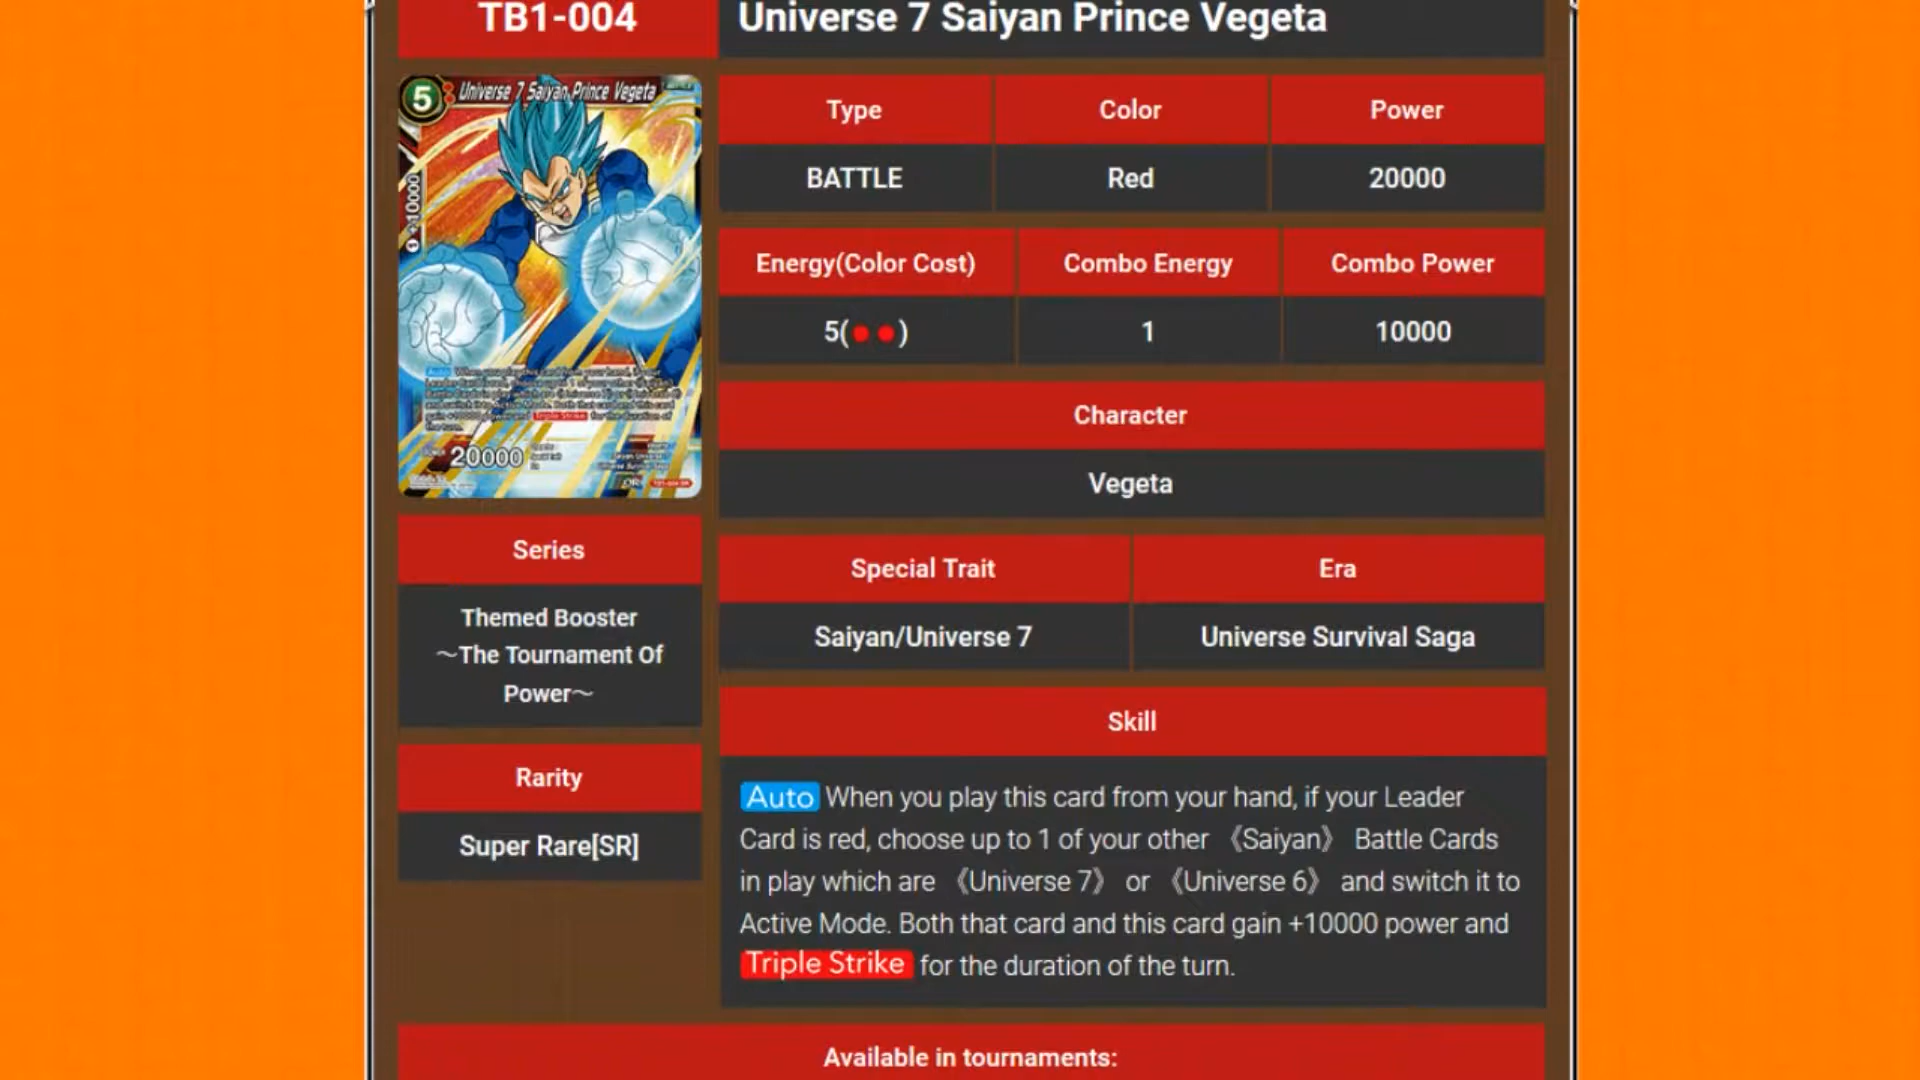 TB1-004
Universe 7 Saiyan Prince Vegeta
5
Universe 7 Saiyan Prince Vegeta
+10000
Triple Strike
20000
Type
Color
Power
BATTLE
Red
20000
Energy(Color Cost)
Combo Energy
Combo Power
5(●●)
1
10000
Character
Vegeta
Series
Special Trait
Era
Themed Booster
～The Tournament Of
Power～
Saiyan/Universe 7
Universe Survival Saga
Rarity
Super Rare[SR]
Skill
Auto When you play this card from your hand, if your Leader
Card is red, choose up to 1 of your other 《Saiyan》 Battle Cards
in play which are 《Universe 7》 or 《Universe 6》 and switch it to
Active Mode. Both that card and this card gain +10000 power and
Triple Strike for the duration of the turn.
Available in tournaments: